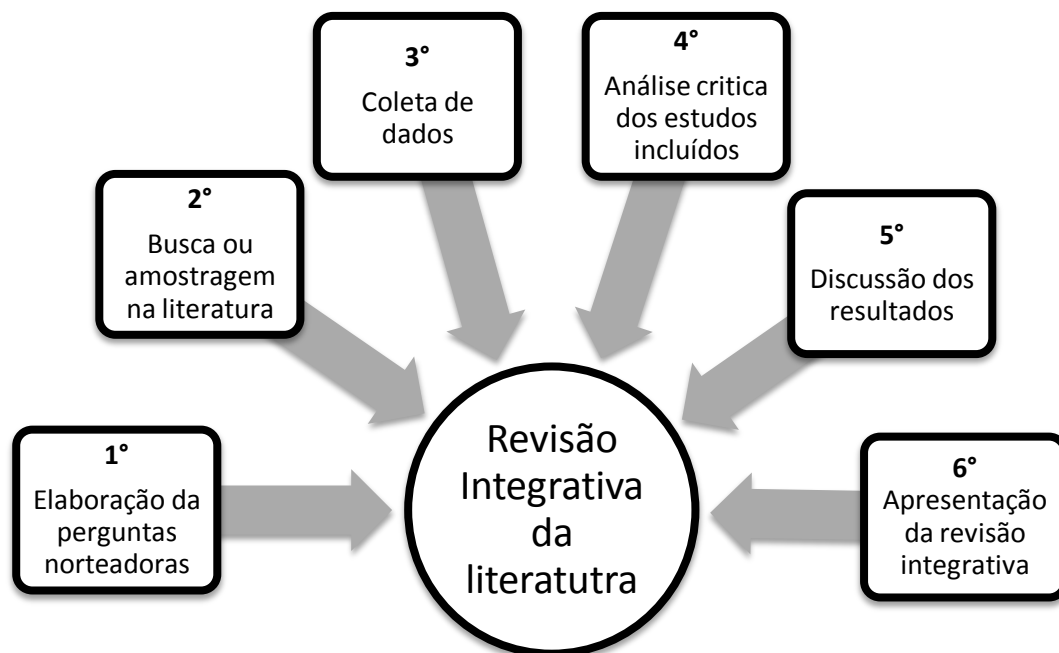 1°
Elaboração da
perguntas
norteadoras
2°
Busca ou
amostragem
na literatura
3°
Coleta de
dados
4°
Análise critica
dos estudos
incluídos
5°
Discussão dos
resultados
6°
Apresentação
da revisão
integrativa
Revisão
Integrativa
da
literatutra